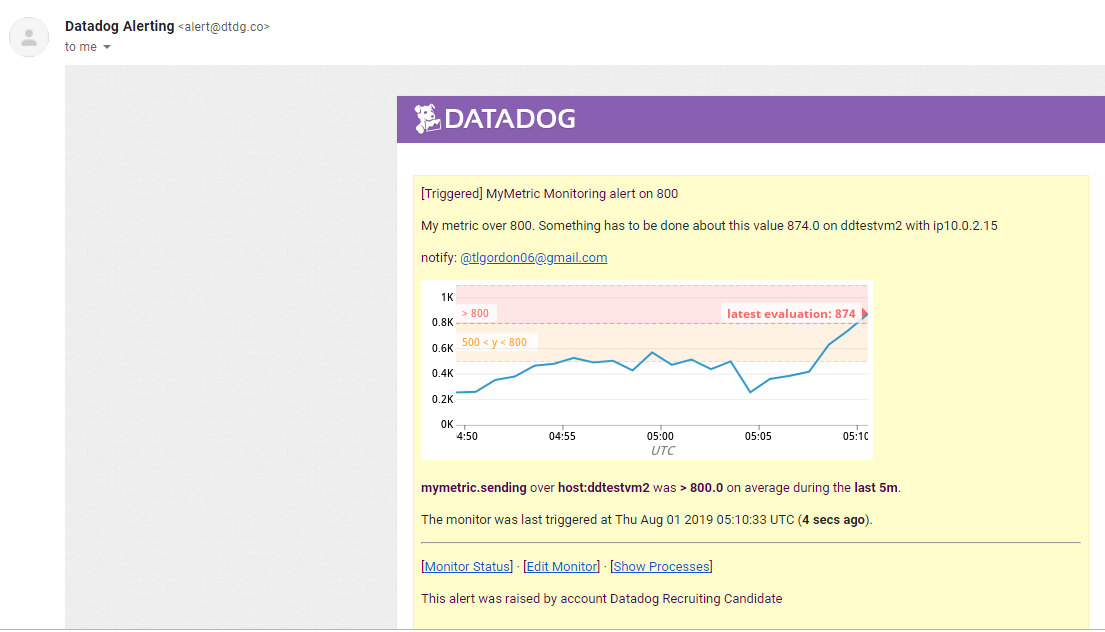 Datadog Alerting <alert@dtdg.co>
to me
DATADOG
[Triggered] MyMetric Monitoring alert on 800
My metric over 800. Something has to be done about this value 874.0 on ddtestvm2 with ip10.0.2.15
notify: @tlgordon06@gmail.com
1K
> 800
latest evaluation: 874
0.8K
500 < y < 800
0.6K
0.4K
0.2K
0K
4:50 04:55 05:00 05:05 05:10
UTC
mymetric.sending over host:ddtestvm2 was > 800.0 on average during the last 5m.
The monitor was last triggered at Thu Aug 01 2019 05:10:33 UTC (4 secs ago).
[Monitor Status] · [Edit Monitor] · [Show Processes]
This alert was raised by account Datadog Recruiting Candidate